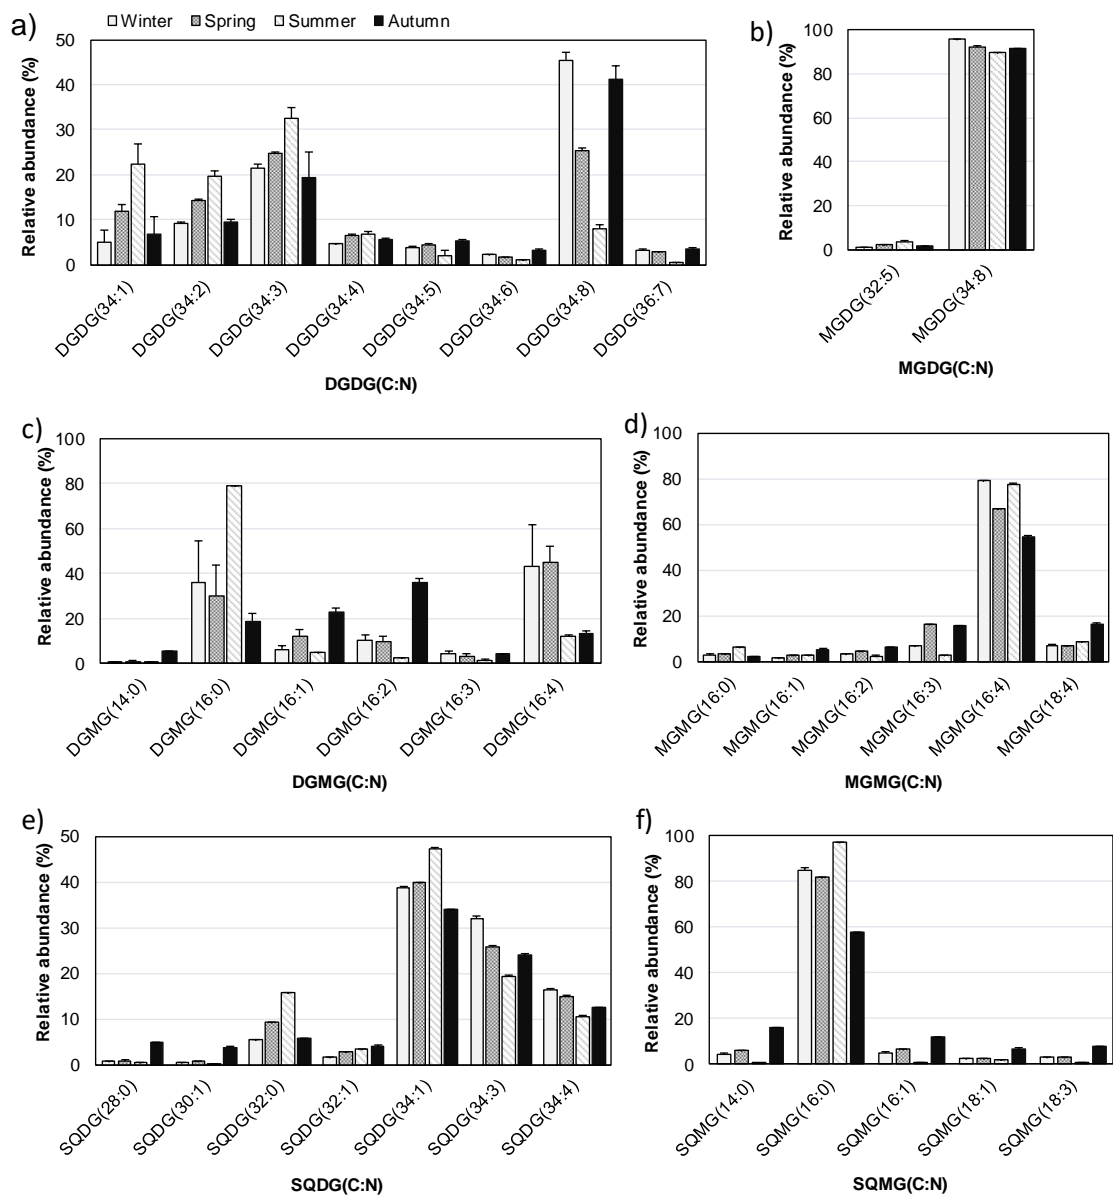 a)
Winter Spring Summer Autumn
Relative abundance (%)
50
40
30
20
10
0
DGDG(34:1)
DGDG(34:2)
DGDG(34:3)
DGDG(34:4)
DGDG(34:5)
DGDG(34:6)
DGDG(34:8)
DGDG(36:7)
DGDG(C:N)
b)
Relative abundance (%)
100
80
60
40
20
0
MGDG(32:5)
MGDG(34:8)
MGDG(C:N)
c)
Relative abundance (%)
100
80
60
40
20
0
DGMG(14:0)
DGMG(16:0)
DGMG(16:1)
DGMG(16:2)
DGMG(16:3)
DGMG(16:4)
DGMG(C:N)
d)
Relative abundance (%)
100
80
60
40
20
0
MGMG(16:0)
MGMG(16:1)
MGMG(16:2)
MGMG(16:3)
MGMG(16:4)
MGMG(18:4)
MGMG(C:N)
e)
Relative abundance (%)
50
40
30
20
10
0
SQDG(28:0)
SQDG(30:1)
SQDG(32:0)
SQDG(32:1)
SQDG(34:1)
SQDG(34:3)
SQDG(34:4)
SQDG(C:N)
f)
Relative abundance (%)
100
80
60
40
20
0
SQMG(14:0)
SQMG(16:0)
SQMG(16:1)
SQMG(18:1)
SQMG(18:3)
SQMG(C:N)